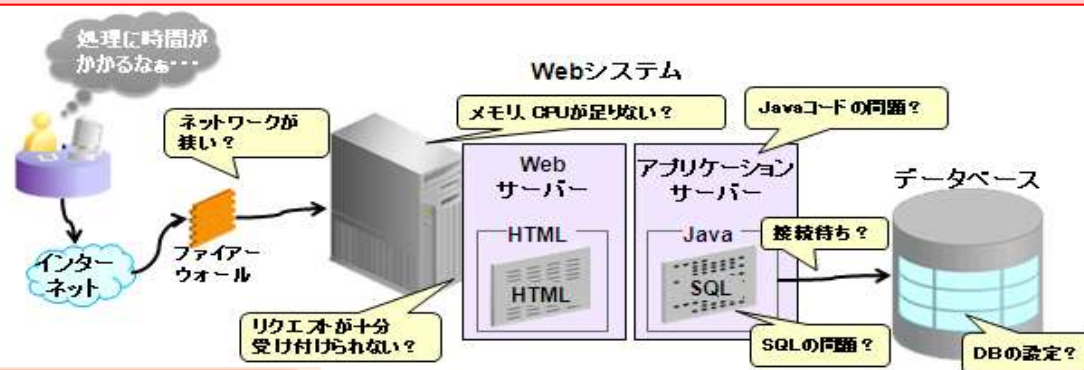 処理に時間が
かかるなぁ・・・
Webシステム
ネットワークが
狭い？
メモリ、CPUが足りない？
Javaコードの問題？
Web
サーバー
アプリケーション
サーバー
データベース
HTML
HTML
Java
SQL
接続待ち？
インター
ネット
ファイアー
ウォール
リクエストが十分
受け付けられない？
SQLの問題？
DBの設定？